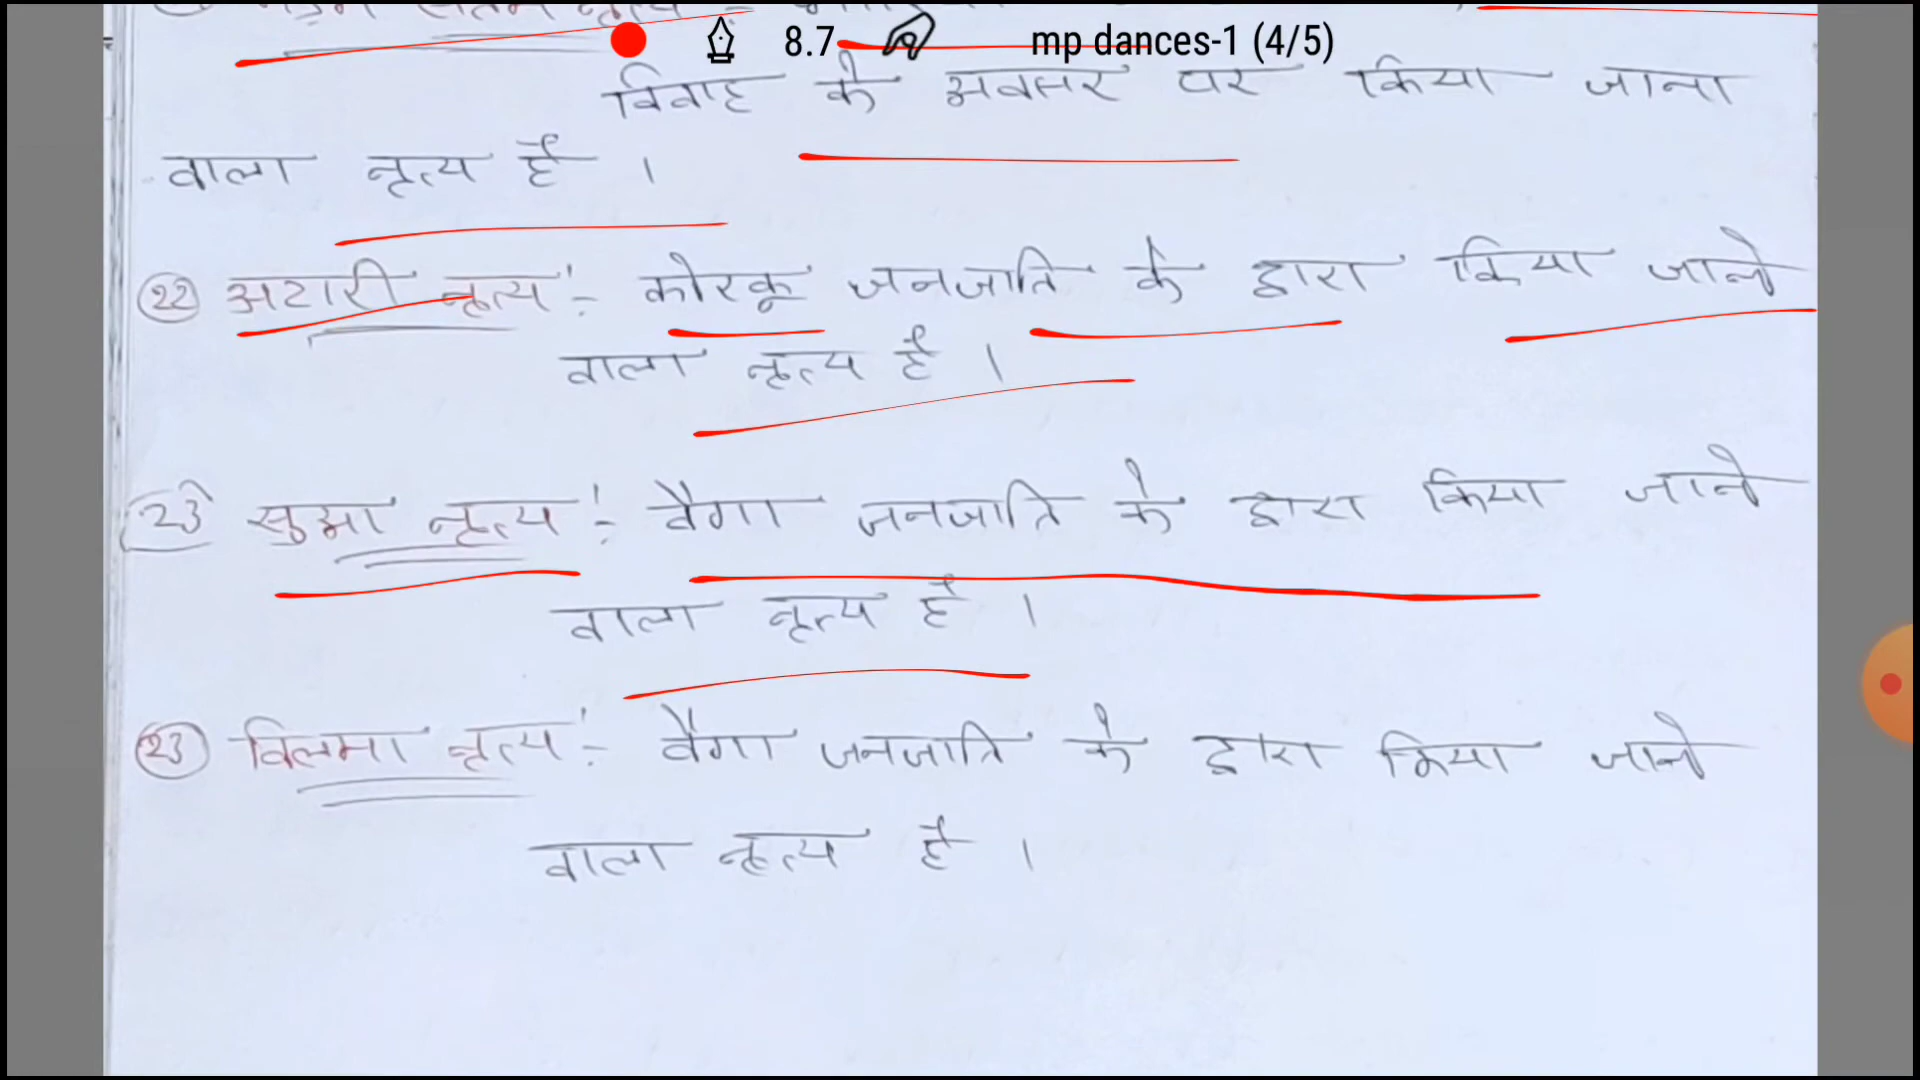 8.7 mp dances-1 (4/5)
विवाह के अवसर पर किया जाना
वाला नृत्य है ।
(22) अटारी नृत्य :- कोरकू जनजाति के द्वारा किया जाने
वाला नृत्य है ।
(23) सुआ नृत्य :- बैगा जनजाति के द्वारा किया जाने
वाला नृत्य है ।
(23) विलमा नृत्य :- बैगा जनजाति के द्वारा किया जाने
वाला नृत्य है ।